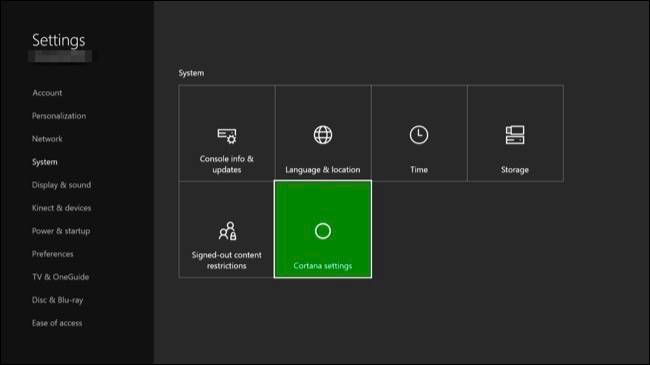 Settings
Account
Personalization
Network
System
Display & sound
Kinect & devices
Power & startup
Preferences
TV & OneGuide
Disc & Blu-ray
Ease of access
System
Console info &
updates
Language & location
Time
Storage
Signed-out content
restrictions
Cortana settings